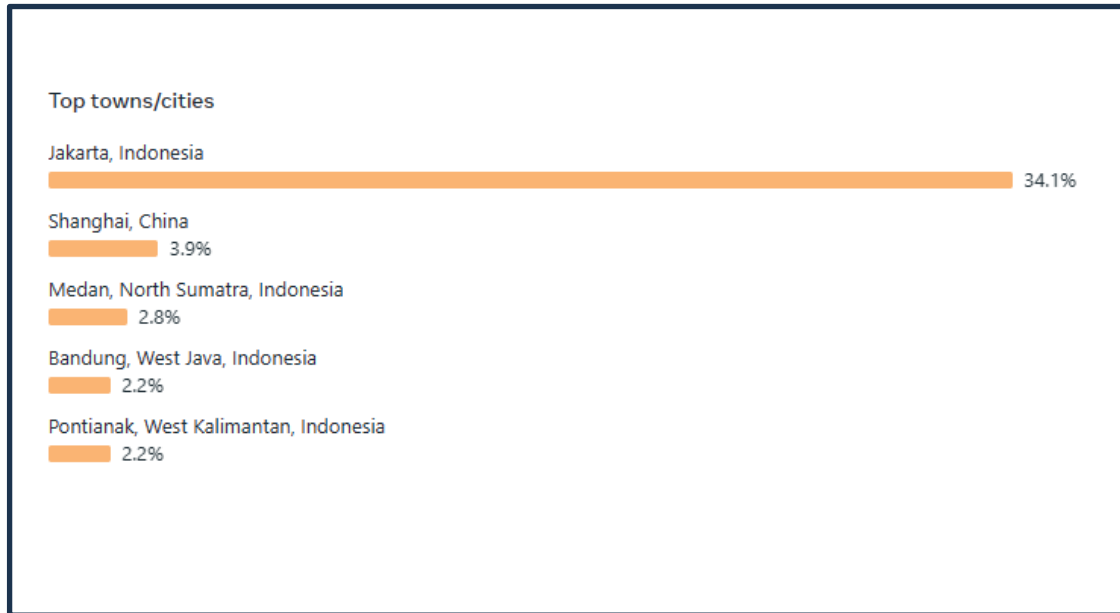 Top towns/cities
Jakarta, Indonesia
34.1%
Shanghai, China
3.9%
Medan, North Sumatra, Indonesia
2.8%
Bandung, West Java, Indonesia
2.2%
Pontianak, West Kalimantan, Indonesia
2.2%